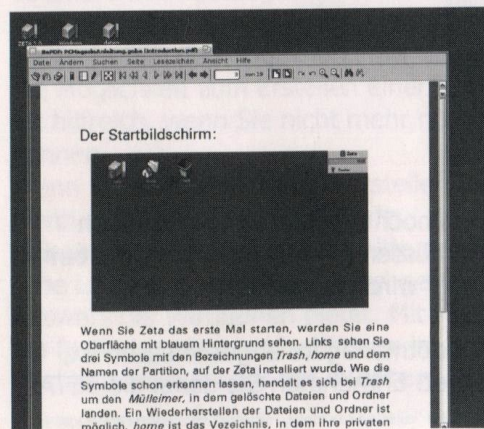 BePDF: PCMagazinAnleitung_gobe (Introduction.pdf)
Datei Ändern Suchen Seite Lesezeichen Ansicht Hilfe
Der Startbildschirm:
Wenn Sie Zeta das erste Mal starten, werden Sie eine
Oberfläche mit blauem Hintergrund sehen. Links sehen Sie
drei Symbole mit den Bezeichnungen Trash, home und dem
Namen der Partition, auf der Zeta installiert wurde. Wie die
Symbole schon erkennen lassen, handelt es sich bei Trash
um den Mülleimer, in dem gelöschte Dateien und Ordner
landen. Ein Wiederherstellen der Dateien und Ordner ist
möglich. home ist das Vezeichnis, in dem ihre privaten